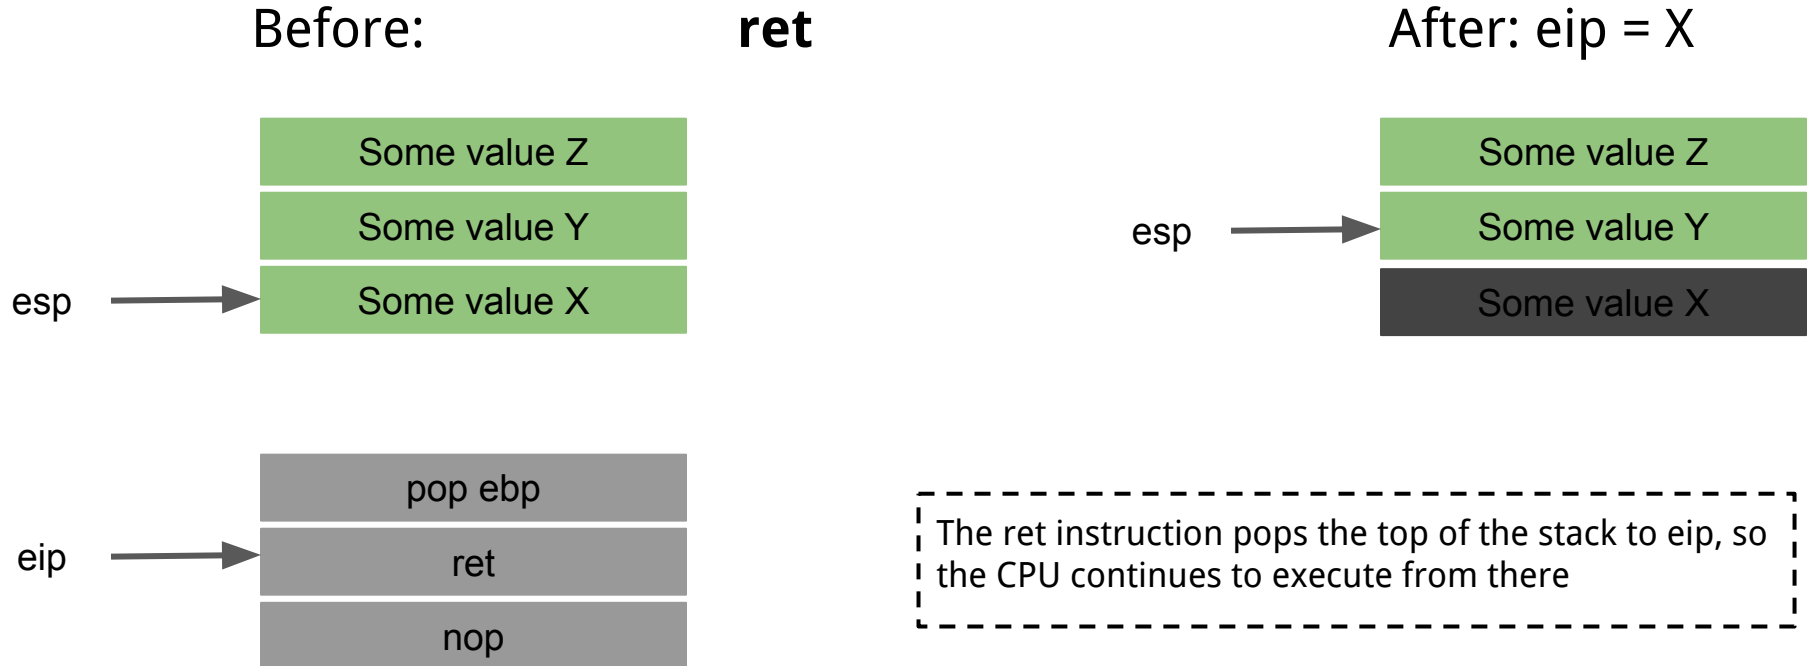 Before:
ret
After: eip = X
Some value Z
Some value Y
esp
Some value X
Some value Z
esp
Some value Y
Some value X
pop ebp
eip
ret
nop
The ret instruction pops the top of the stack to eip, so
the CPU continues to execute from there